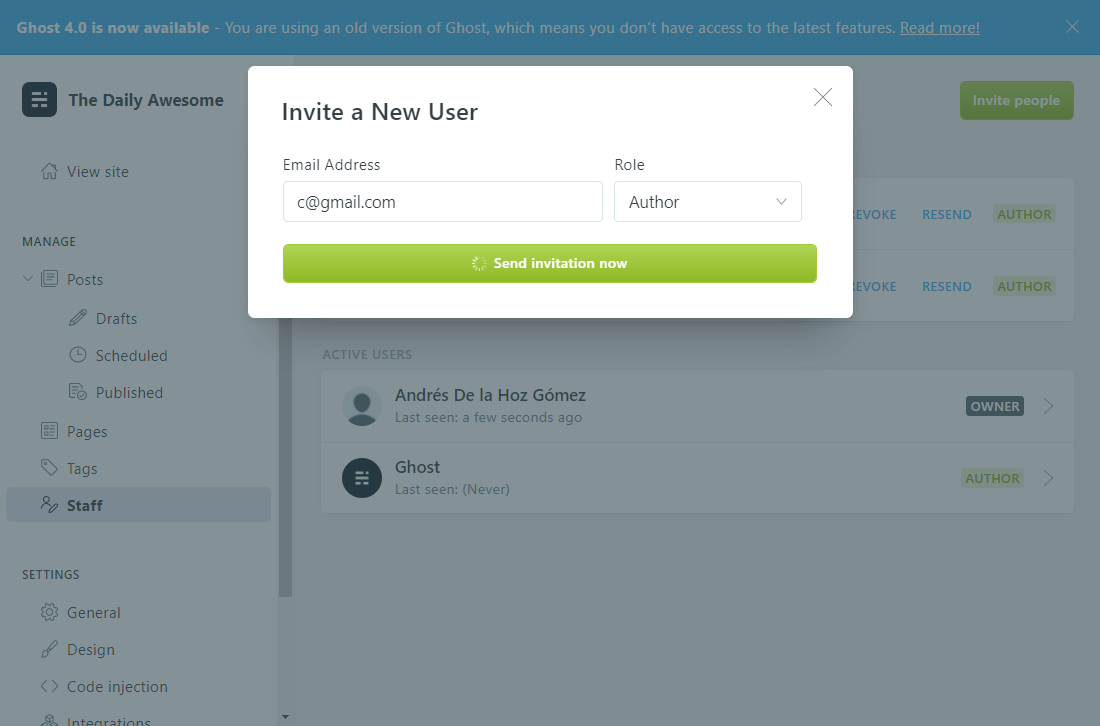 Ghost 4.0 is now available - You are using an old version of Ghost, which means you don't have access to the latest features. Read more!
The Daily Awesome
View site
MANAGE
Posts
Drafts
Scheduled
Published
Pages
Tags
Staff
SETTINGS
General
Design
Code injection
Integrations
Invite people
Invite a New User
Email Address
Role
c@gmail.com
Author
Send invitation now
REVOKE RESEND AUTHOR
REVOKE RESEND AUTHOR
ACTIVE USERS
Andrés De la Hoz Gómez
Last seen: a few seconds ago
OWNER
Ghost
Last seen: (Never)
AUTHOR